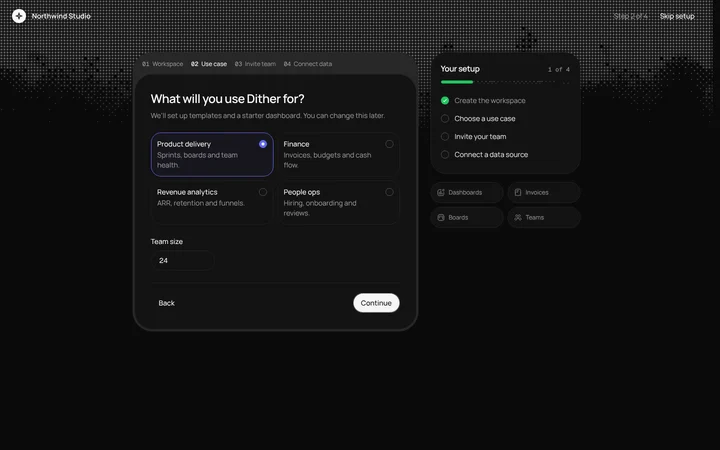 Northwind Studio
Step 2 of 4
Skip setup
01 Workspace
02 Use case
03 Invite team
04 Connect data
What will you use Dither for?
We'll set up templates and a starter dashboard. You can change this later.
Product delivery
Sprints, boards and team
health.
Finance
Invoices, budgets and cash
flow.
Revenue analytics
ARR, retention and funnels.
People ops
Hiring, onboarding and
reviews.
Team size
24
Back
Continue
Your setup
1 of 4
Create the workspace
Choose a use case
Invite your team
Connect a data source
Dashboards
Invoices
Boards
Teams